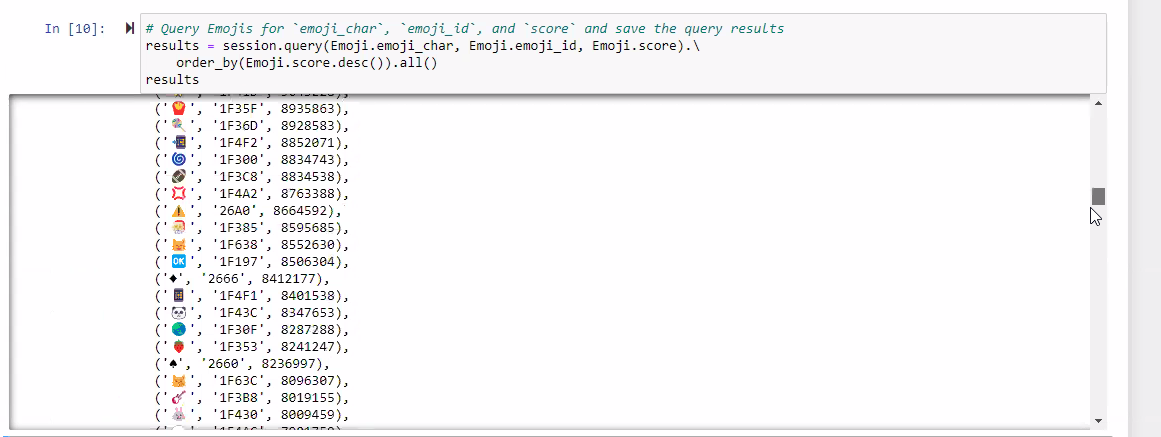 In [10]:
# Query Emojis for `emoji_char`, `emoji_id`, and `score` and save the query results
results = session.query(Emoji.emoji_char, Emoji.emoji_id, Emoji.score).\
    order_by(Emoji.score.desc()).all()
results
('🍟', '1F35F', 8935863),
('🍭', '1F36D', 8928583),
('📲', '1F4F2', 8852071),
('🌀', '1F300', 8834743),
('🏈', '1F3C8', 8834538),
('💢', '1F4A2', 8763388),
('⚠️', '26A0', 8664592),
('🎅', '1F385', 8595685),
('😸', '1F638', 8552630),
('🆗', '1F197', 8506304),
('♦', '2666', 8412177),
('📱', '1F4F1', 8401538),
('🐼', '1F43C', 8347653),
('🌏', '1F30F', 8287288),
('🍓', '1F353', 8241247),
('♠', '2660', 8236997),
('😼', '1F63C', 8096307),
('🎸', '1F3B8', 8019155),
('🐰', '1F430', 8009459),